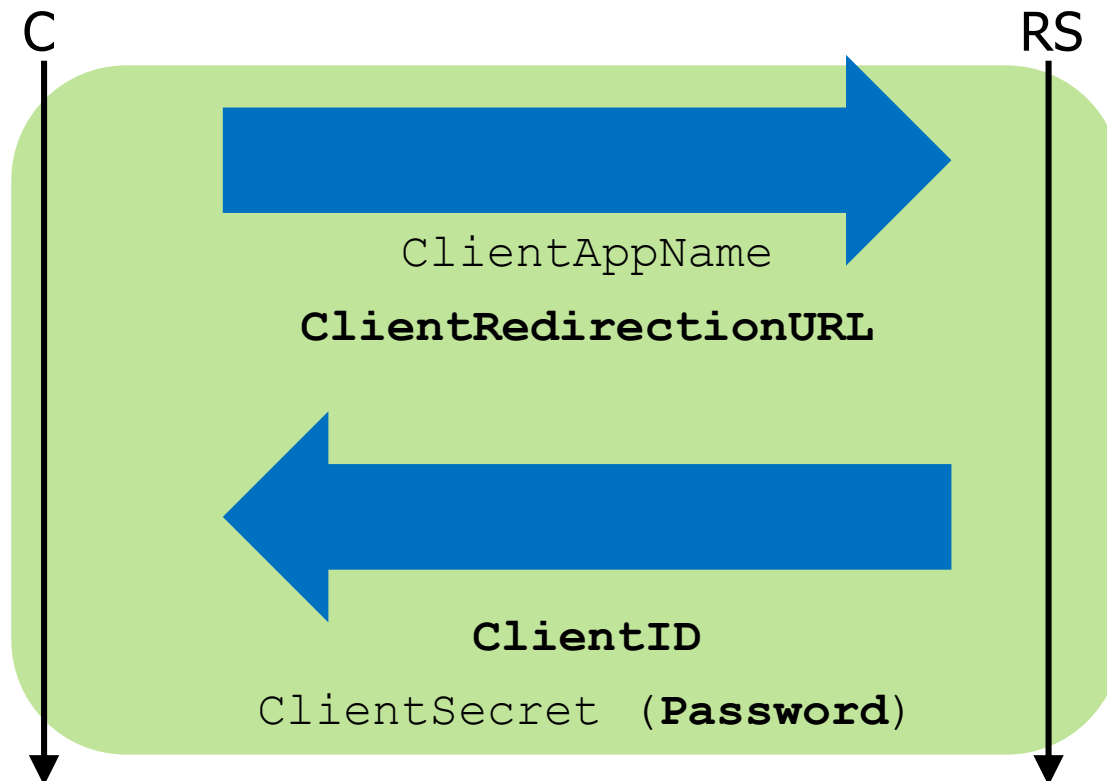 C
RS
ClientAppName
ClientRedirectionURL
ClientID
ClientSecret (Password)